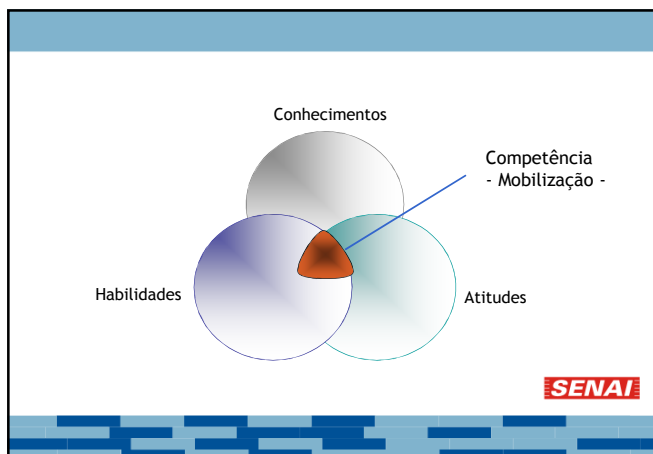 Conhecimentos
Competência
- Mobilização -
Habilidades
Atitudes
SENAI